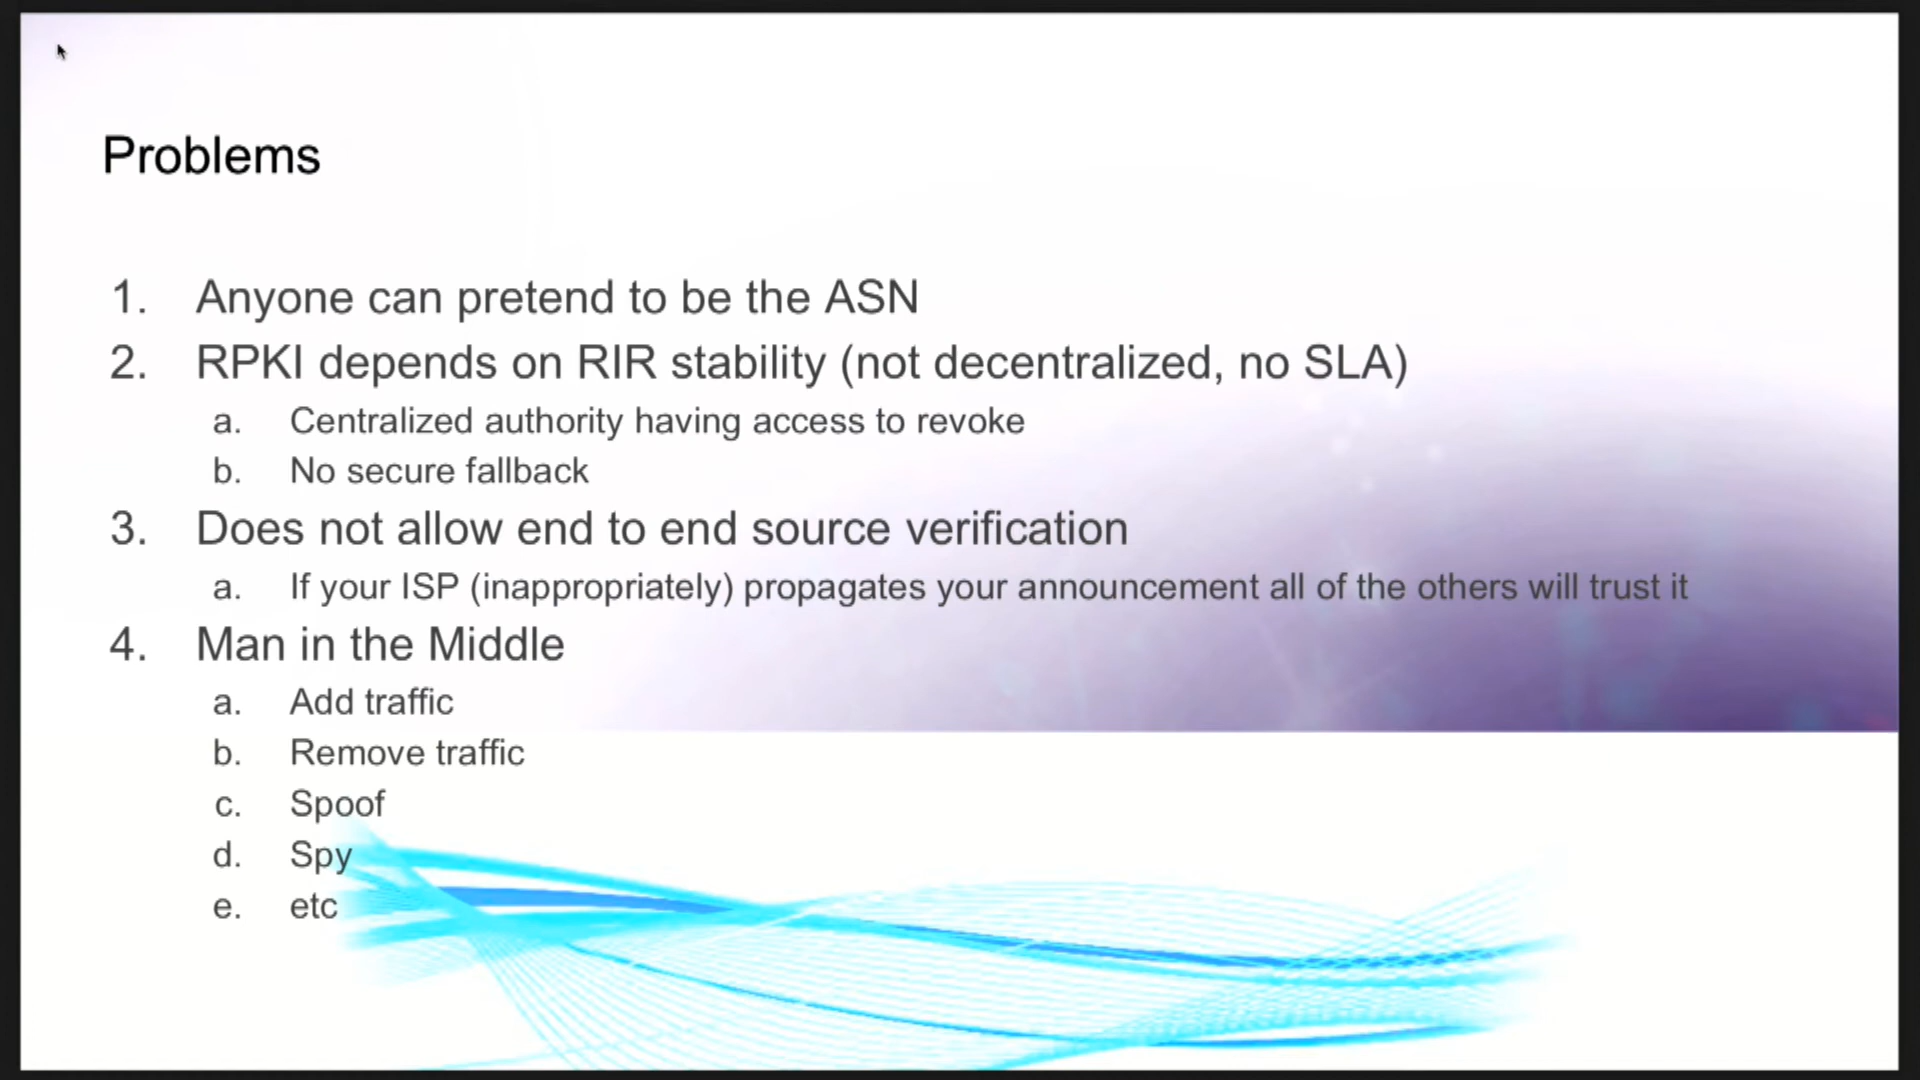 Problems
1. Anyone can pretend to be the ASN
2. RPKI depends on RIR stability (not decentralized, no SLA)
a. Centralized authority having access to revoke
b. No secure fallback
3. Does not allow end to end source verification
a. If your ISP (inappropriately) propagates your announcement all of the others will trust it
4. Man in the Middle
a. Add traffic
b. Remove traffic
c. Spoof
d. Spy
e. etc